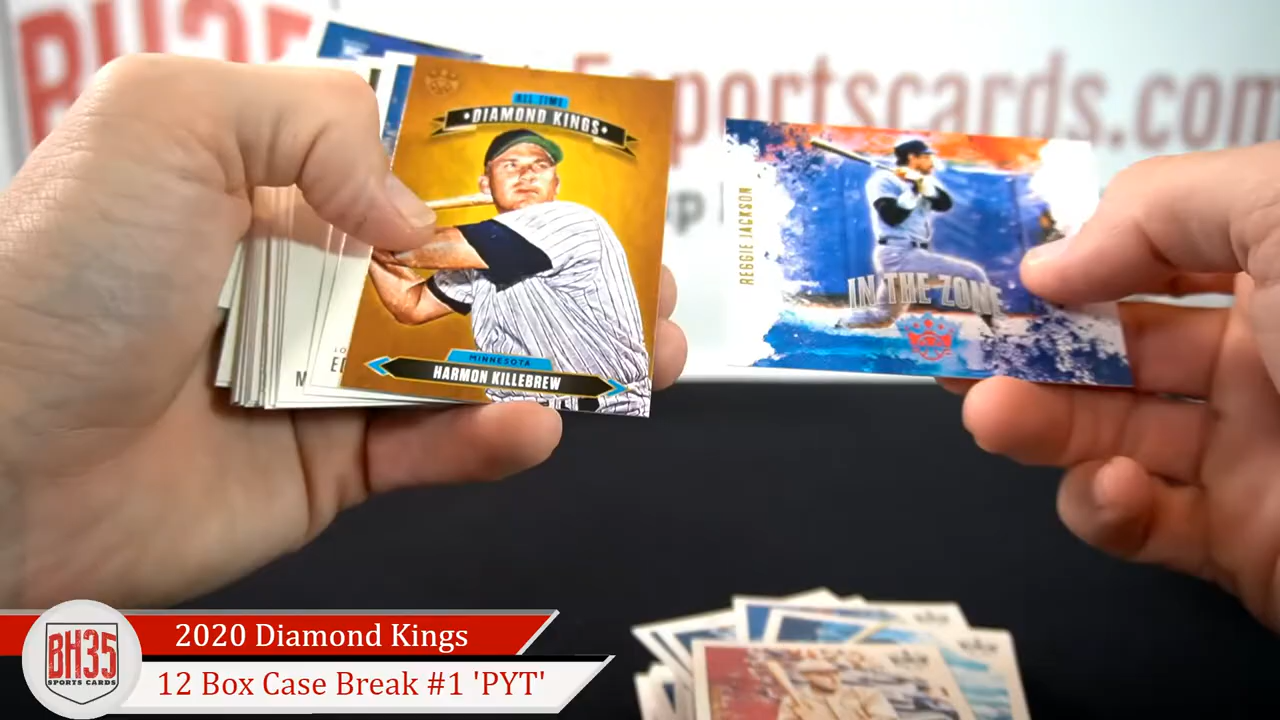 BH35
sportscards.com
ALL-TIME
DIAMOND KINGS
MINNESOTA
HARMON KILLEBREW
REGGIE JACKSON
IN THE ZONE
BH35
SPORTS CARDS
2020 Diamond Kings
12 Box Case Break #1 'PYT'